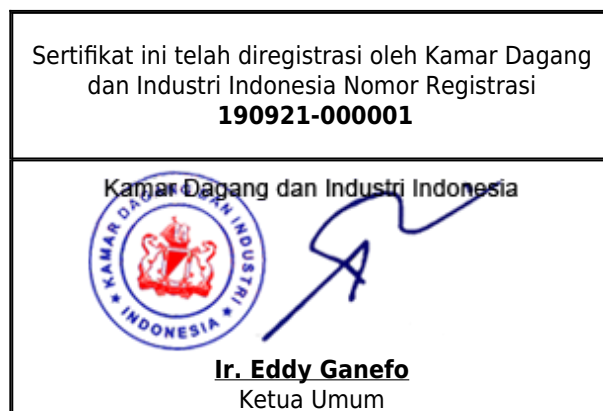 Sertifikat ini telah diregistrasi oleh Kamar Dagang
dan Industri Indonesia Nomor Registrasi
190921-000001
Kamar Dagang dan Industri Indonesia
KAMAR DAGANG DAN INDUSTRI
INDONESIA
Ir. Eddy Ganefo
Ketua Umum